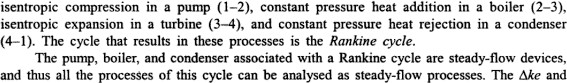 isentropic compression in a pump (1–2), constant pressure heat addition in a boiler (2–3),
isentropic expansion in a turbine (3–4), and constant pressure heat rejection in a condenser
(4–1). The cycle that results in these processes is the Rankine cycle.
The pump, boiler, and condenser associated with a Rankine cycle are steady-flow devices,
and thus all the processes of this cycle can be analysed as steady-flow processes. The Δke and